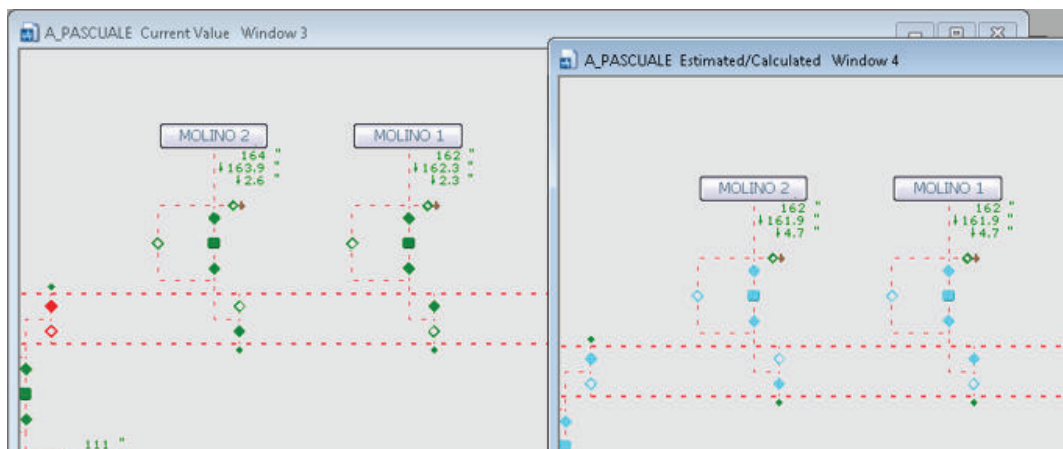 A_PASCUALE Current Value Window 3
A_PASCUALE Estimated/Calculated Window 4
MOLINO 2
164 "
↓163.9 "
↓2.6 "
MOLINO 1
162 "
↓162.3 "
↓2.3 "
111 "
MOLINO 2
162 "
↓161.9 "
↓4.7 "
MOLINO 1
162 "
↓161.9 "
↓4.7 "